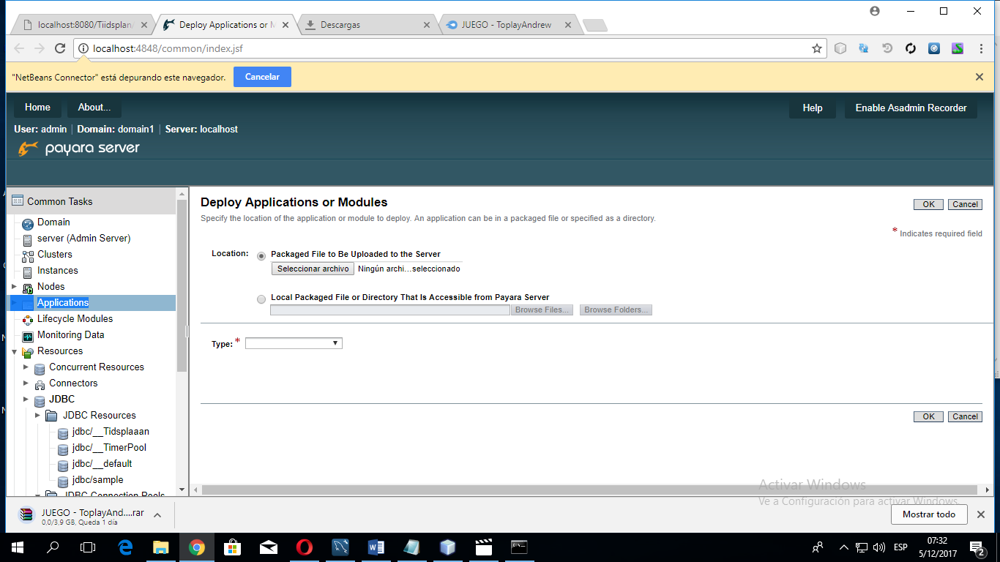 localhost:8080/Tiidsplan
Deploy Applications or M
Descargas
JUEGO - ToplayAndrew
localhost:4848/common/index.jsf
"NetBeans Connector" está depurando este navegador.
Cancelar
Home
About...
Help
Enable Asadmin Recorder
User: admin | Domain: domain1 | Server: localhost
payara server
Common Tasks
Domain
server (Admin Server)
Clusters
Instances
Nodes
Applications
Lifecycle Modules
Monitoring Data
Resources
Concurrent Resources
Connectors
JDBC
JDBC Resources
jdbc/__Tidsplaaan
jdbc/__TimerPool
jdbc/__default
jdbc/sample
JDBC Connection Pools
Deploy Applications or Modules
OK
Cancel
Specify the location of the application or module to deploy. An application can be in a packaged file or specified as a directory.
* Indicates required field
Location:
Packaged File to Be Uploaded to the Server
Seleccionar archivo
Ningún archi...seleccionado
Local Packaged File or Directory That Is Accessible from Payara Server
Browse Files...
Browse Folders...
Type: *
OK
Cancel
Activar Windows
Ve a Configuración para activar Windows.
JUEGO - ToplayAnd....rar
0,0/3,9 GB, Queda 1 día
Mostrar todo
ESP
07:32
5/12/2017
2